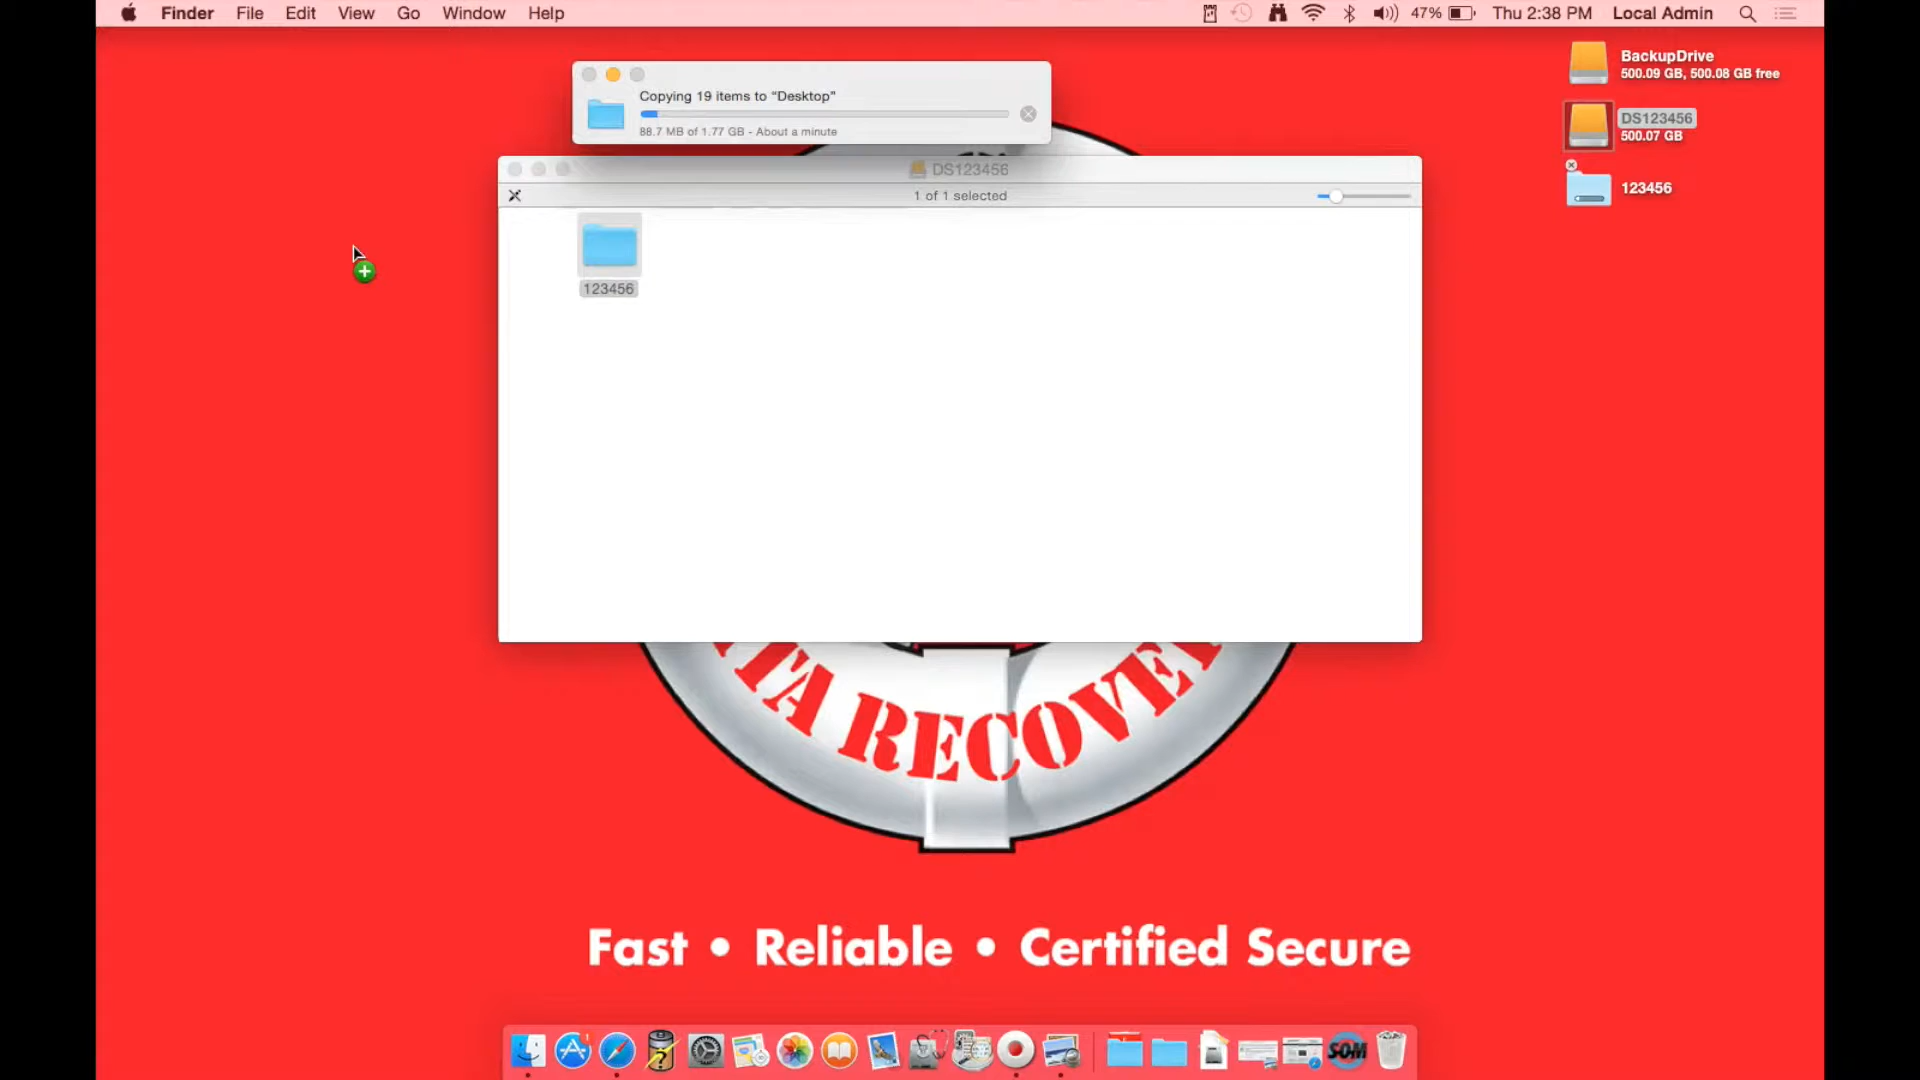 Finder File Edit View Go Window Help 47% Thu 2:38 PM Local Admin
BackupDrive
500.09 GB, 500.08 GB free
Copying 19 items to “Desktop”
88.7 MB of 1.77 GB - About a minute
DS123456
500.07 GB
DS123456
1 of 1 selected
123456
123456
TA RECOVER
Fast • Reliable • Certified Secure
SOM